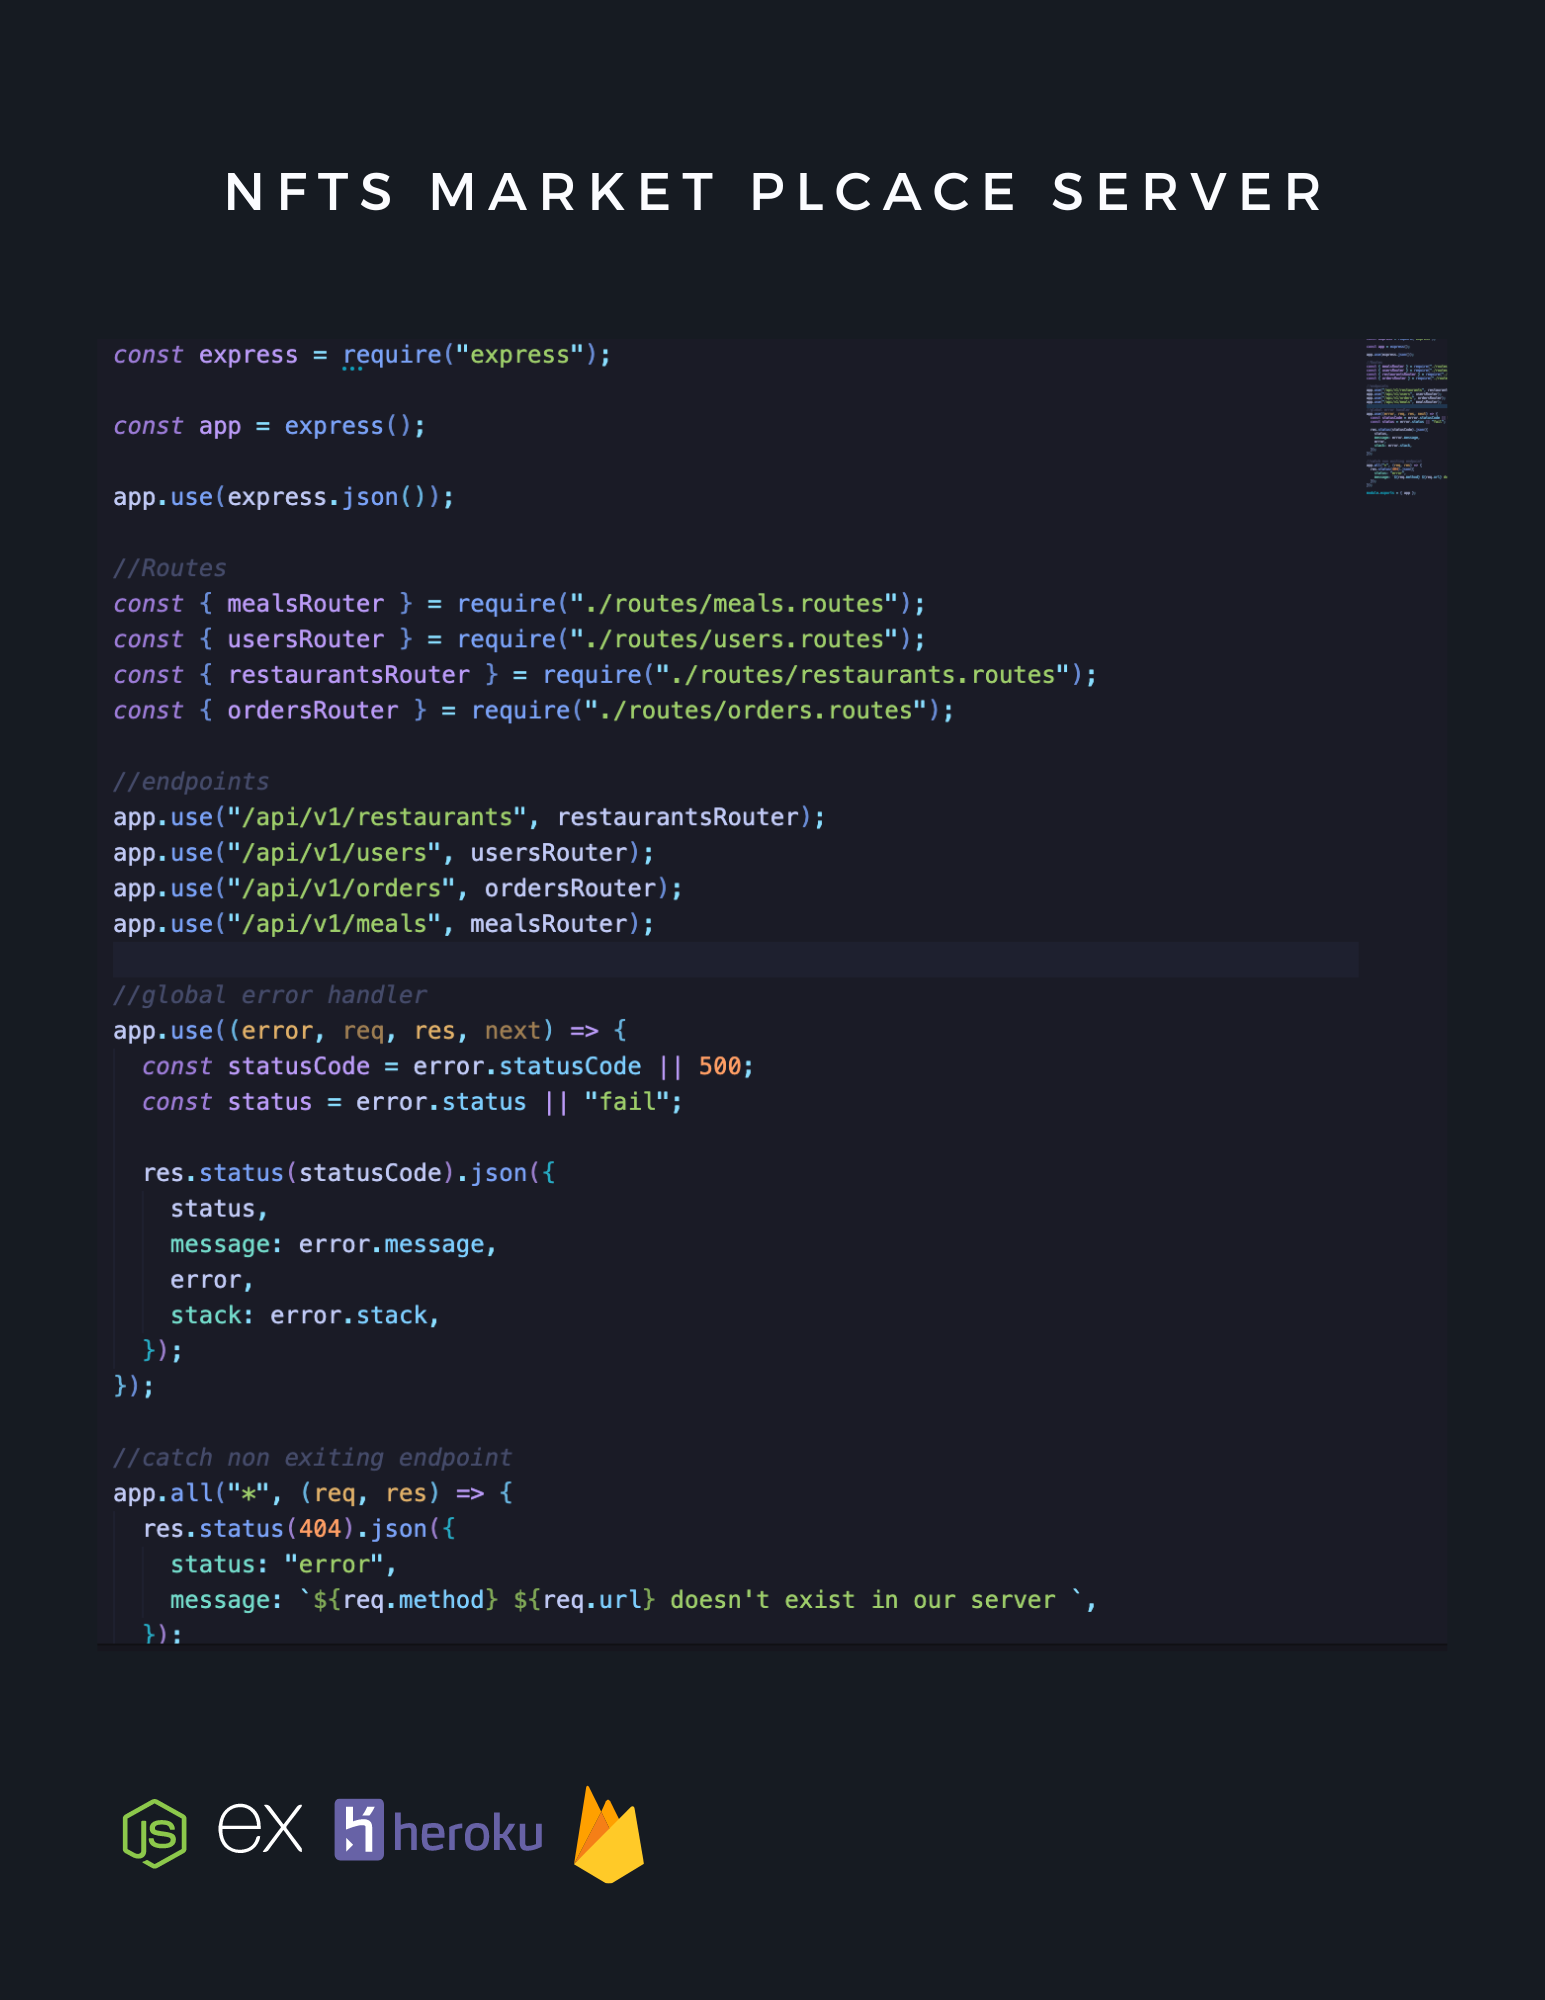 NFTS MARKET PLCACE SERVER
const express = require("express");
const app = express();
app.use(express.json());
//Routes
const { mealsRouter } = require("./routes/meals.routes");
const { usersRouter } = require("./routes/users.routes");
const { restaurantsRouter } = require("./routes/restaurants.routes");
const { ordersRouter } = require("./routes/orders.routes");
//endpoints
app.use("/api/v1/restaurants", restaurantsRouter);
app.use("/api/v1/users", usersRouter);
app.use("/api/v1/orders", ordersRouter);
app.use("/api/v1/meals", mealsRouter);
//global error handler
app.use((error, req, res, next) => {
  const statusCode = error.statusCode || 500;
  const status = error.status || "fail";
  res.status(statusCode).json({
    status,
    message: error.message,
    error,
    stack: error.stack,
  });
});
//catch non exiting endpoint
app.all("*", (req, res) => {
  res.status(404).json({
    status: "error",
    message: `${req.method} ${req.url} doesn't exist in our server `,
  });
JS ex heroku